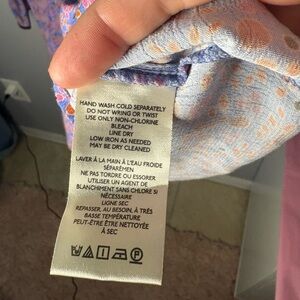 HAND WASH COLD SEPARATELY
DO NOT WRING OR TWIST
USE ONLY NON-CHLORINE
BLEACH
LINE DRY
LOW IRON AS NEEDED
MAY BE DRY CLEANED
LAVER À LA MAIN À L'EAU FROIDE
SÉPARÉMEN
NE PAS TORDRE OU ESSORER
UTILISER UN AGENT DE
BLANCHIMENT SANS CHLORE SI
NÉCESSAIRE
LIGNE SEC
REPASSER, AU BESOIN, À TRÈS
BASSE TEMPÉRATURE
PEUT-ÊTRE ÊTRE NETTOYÉE
À SEC